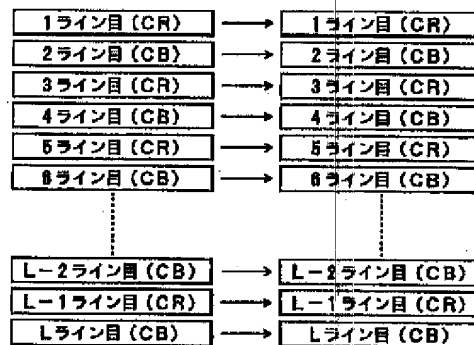 1ライン目(CR) → 1ライン目(CR)
2ライン目(CB) → 2ライン目(CB)
3ライン目(CR) → 3ライン目(CR)
4ライン目(CB) → 4ライン目(CB)
5ライン目(CR) → 5ライン目(CR)
6ライン目(CB) → 6ライン目(CB)
L-2ライン目(CB) → L-2ライン目(CB)
L-1ライン目(CR) → L-1ライン目(CR)
Lライン目(CB) → Lライン目(CB)